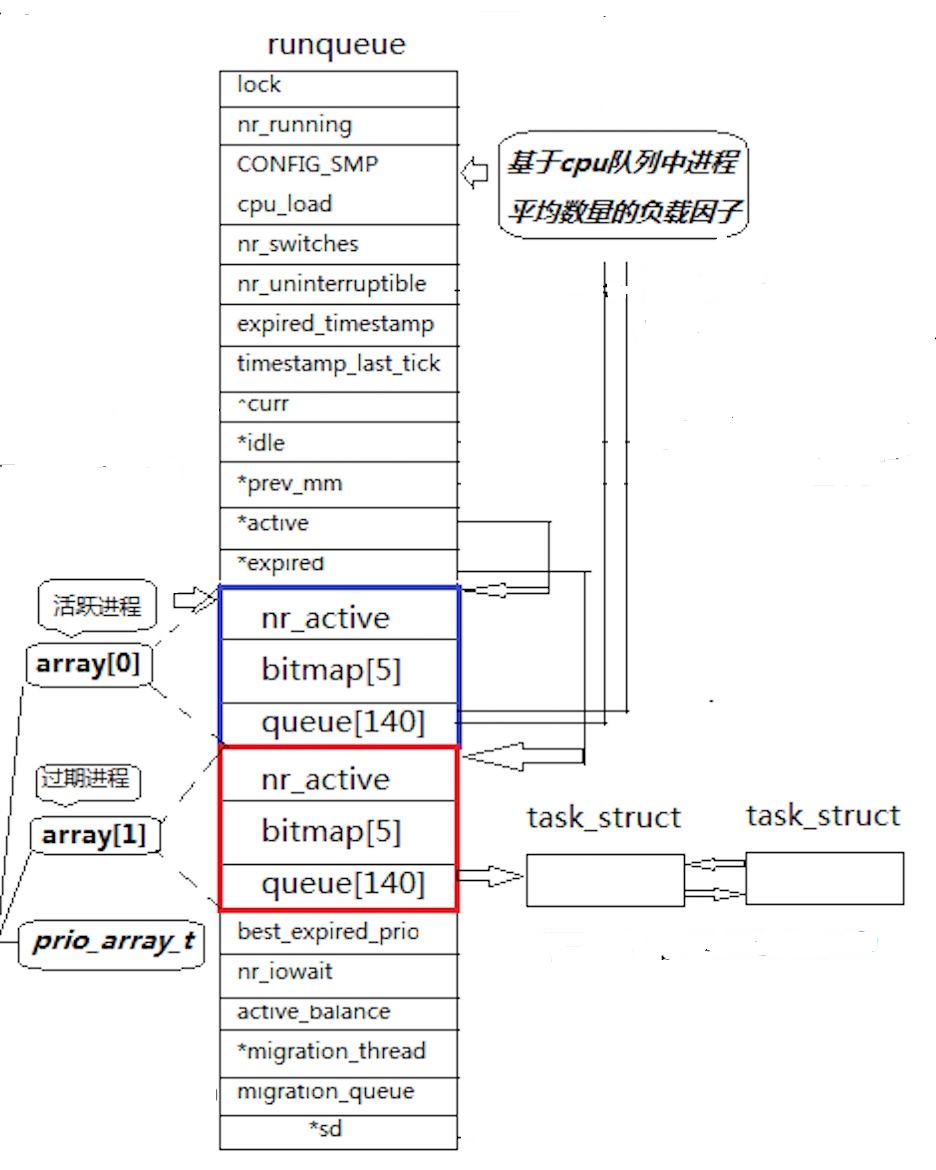 runqueue
lock
nr_running
CONFIG_SMP
cpu_load
基于cpu队列中进程
平均数量的负载因子
nr_switches
nr_uninterruptible
expired_timestamp
timestamp_last_tick
*curr
*idle
*prev_mm
*active
*expired
活跃进程
array[0]
nr_active
bitmap[5]
queue[140]
过期进程
array[1]
nr_active
bitmap[5]
queue[140]
task_struct
task_struct
prio_array_t
best_expired_prio
nr_iowait
active_balance
*migration_thread
migration_queue
*sd